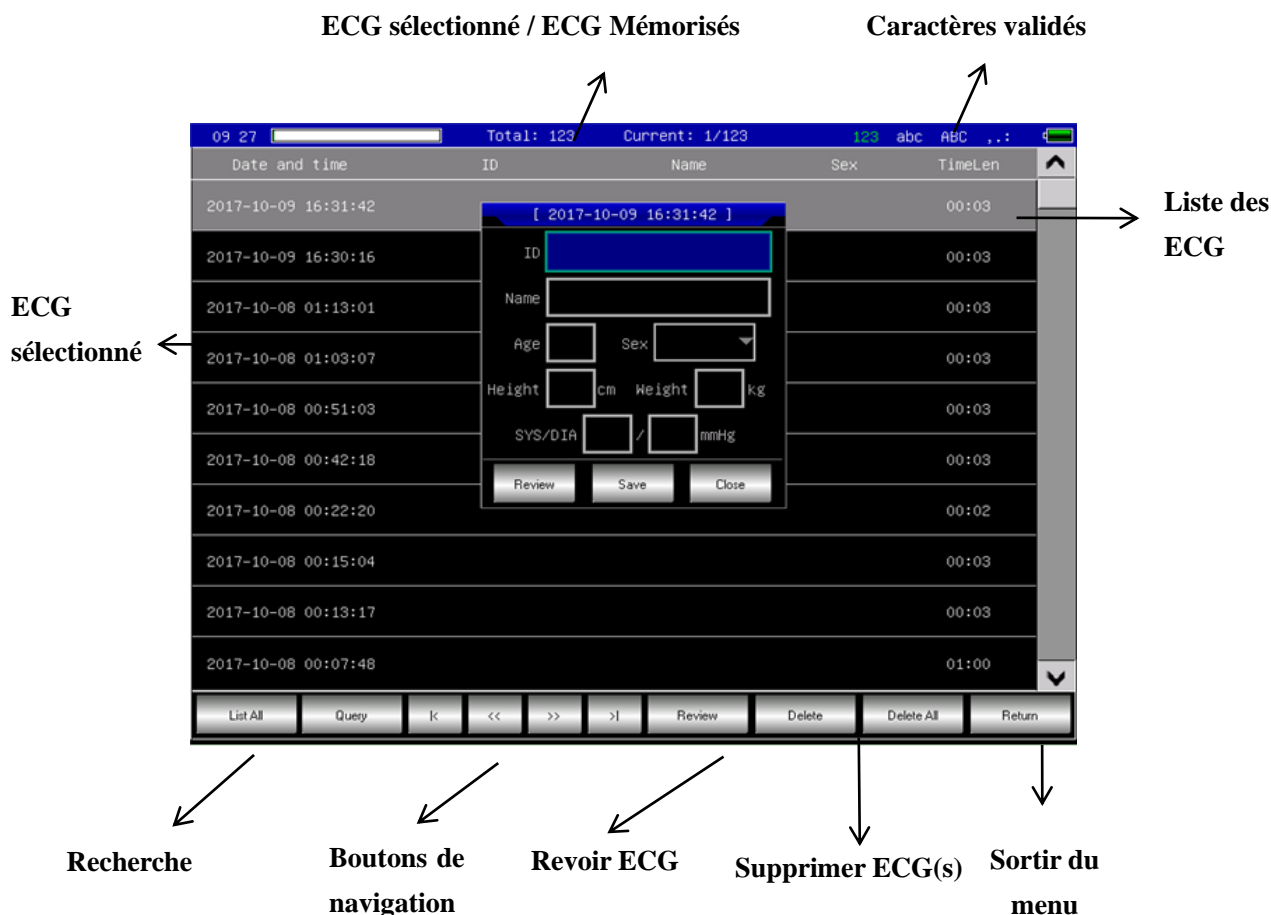 ECG sélectionné / ECG Mémorisés
Caractères validés
09 27 Total: 123 Current: 1/123 123 abc ABC ,.:
Date and time ID Name Sex TimeLen
2017-10-09 16:31:42 00:03
2017-10-09 16:30:16 00:03
2017-10-08 01:13:01 00:03
2017-10-08 01:03:07 00:03
2017-10-08 00:51:03 00:03
2017-10-08 00:42:18 00:03
2017-10-08 00:22:20 00:02
2017-10-08 00:15:04 00:03
2017-10-08 00:13:17 00:03
2017-10-08 00:07:48 01:00
[ 2017-10-09 16:31:42 ]
ID
Name
Age Sex
Height cm Weight kg
SYS/DIA / mmHg
Review Save Close
List All Query |< << >> >| Review Delete Delete All Return
Liste des
ECG
ECG
sélectionné
Recherche
Boutons de
navigation
Revoir ECG
Supprimer ECG(s)
Sortir du
menu